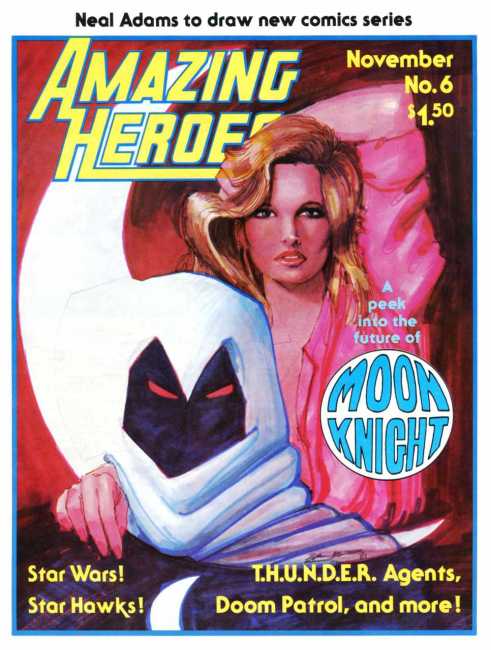 Neal Adams to draw new comics series
AMAZING
HEROES
November
No. 6
$1.50
A
peek
into the
future of
MOON
KNIGHT
Star Wars!
Star Hawks!
T.H.U.N.D.E.R. Agents,
Doom Patrol, and more!